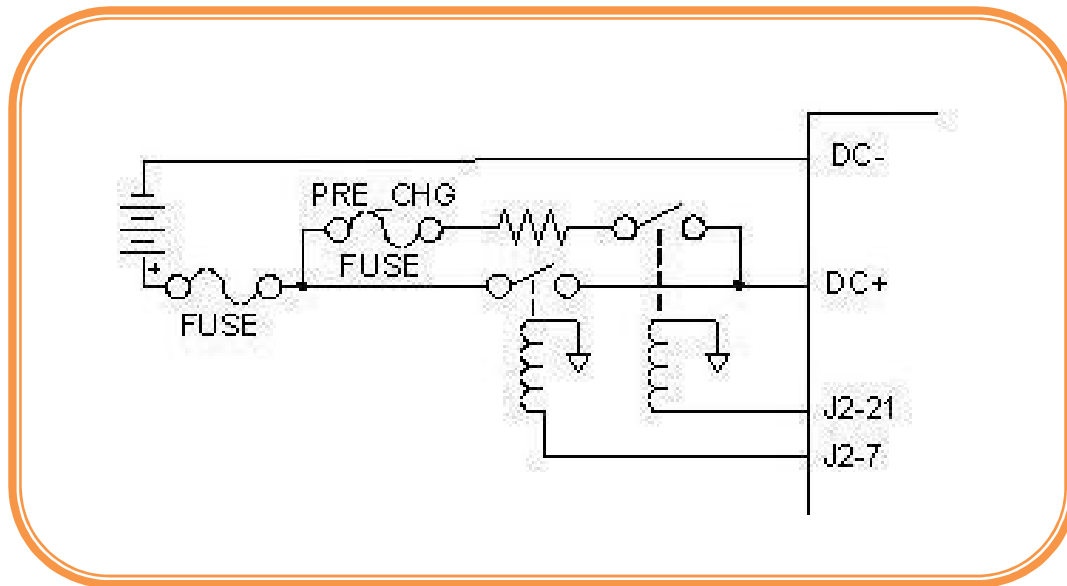 DC-
PRE_CHG
FUSE
DC+
+
FUSE
J2-21
J2-7